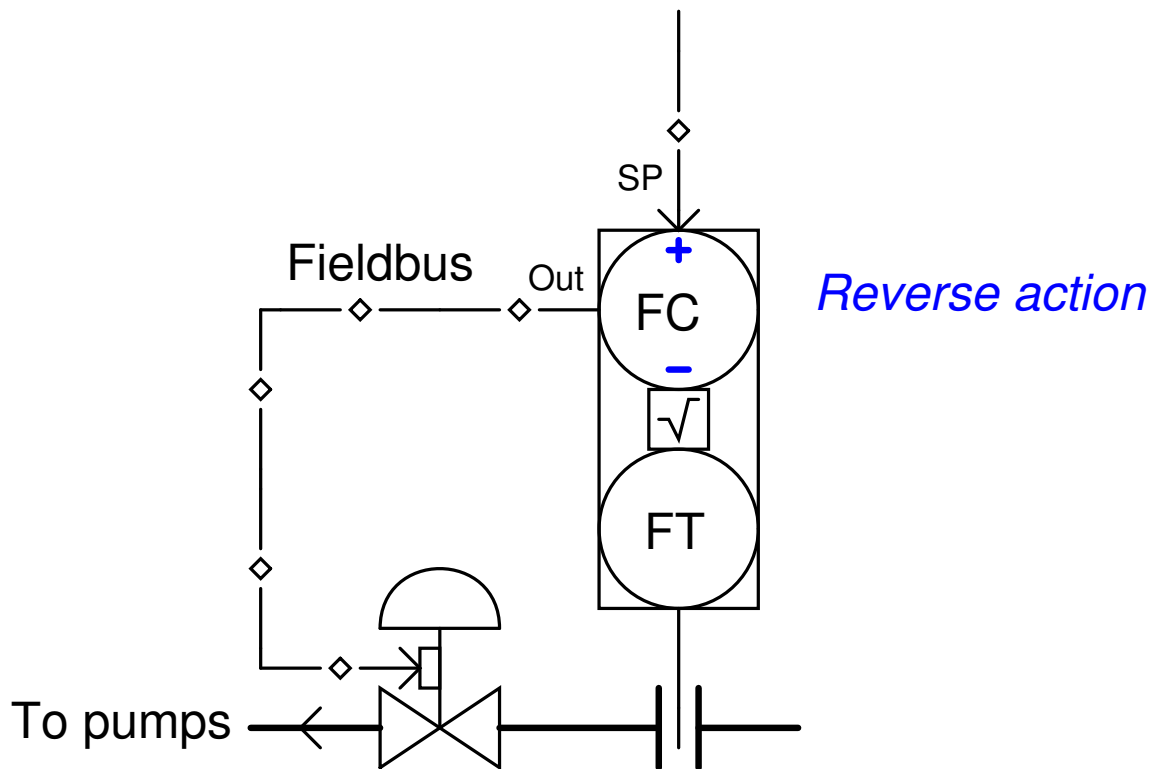 SP
Fieldbus
Out
+
FC
Reverse action
−
√
FT
To pumps